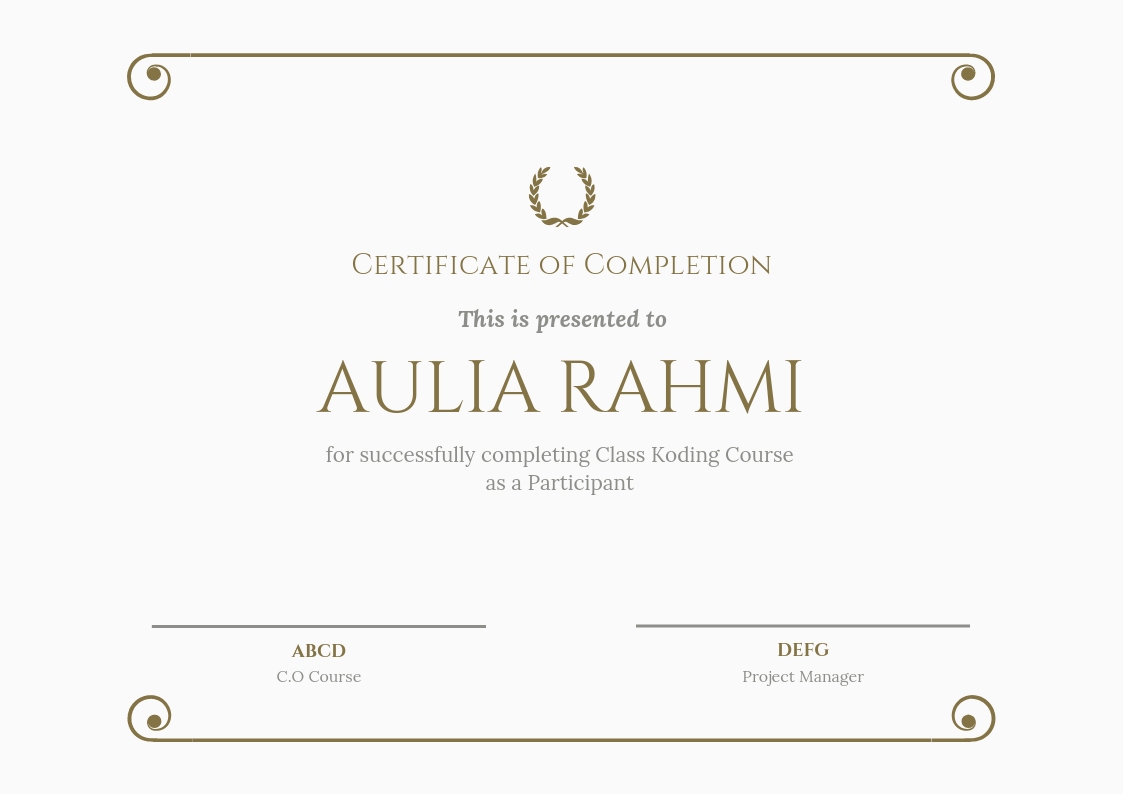 Certificate of Completion
This is presented to
AULIA RAHMI
for successfully completing Class Koding Course
as a Participant
ABCD
C.O Course
DEFG
Project Manager